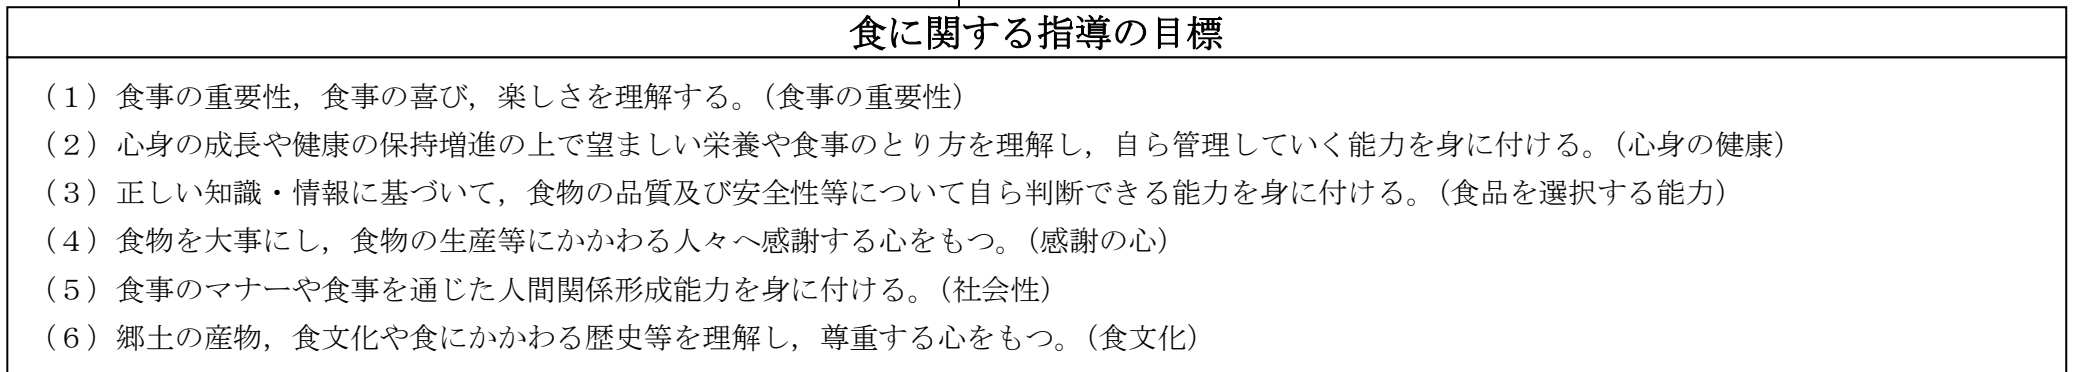 食に関する指導の目標
（１）食事の重要性，食事の喜び，楽しさを理解する。（食事の重要性）
（２）心身の成長や健康の保持増進の上で望ましい栄養や食事のとり方を理解し，自ら管理していく能力を身に付ける。（心身の健康）
（３）正しい知識・情報に基づいて，食物の品質及び安全性等について自ら判断できる能力を身に付ける。（食品を選択する能力）
（４）食物を大事にし，食物の生産等にかかわる人々へ感謝する心をもつ。（感謝の心）
（５）食事のマナーや食事を通じた人間関係形成能力を身に付ける。（社会性）
（６）郷土の産物，食文化や食にかかわる歴史等を理解し，尊重する心をもつ。（食文化）